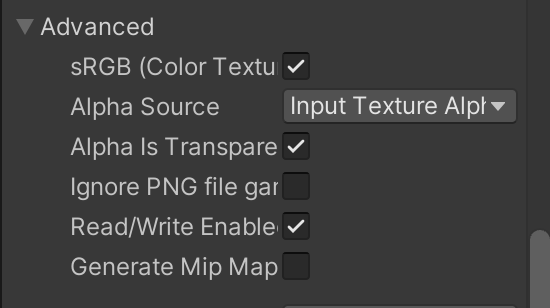 Advanced
sRGB (Color Textu
Alpha Source
Input Texture Alph
Alpha Is Transpare
Ignore PNG file gar
Read/Write Enable
Generate Mip Map